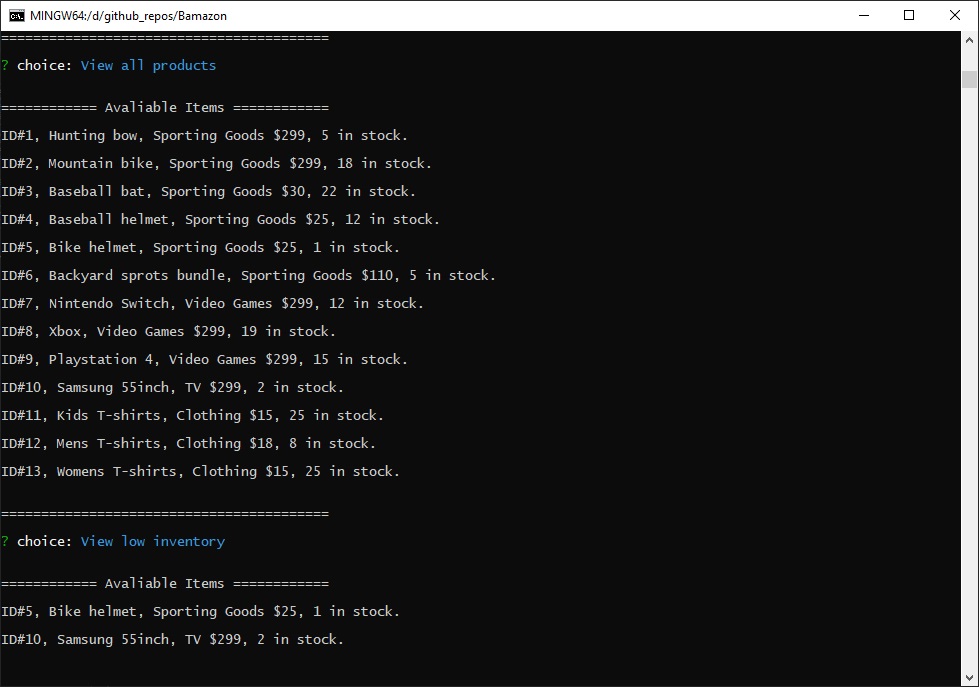 MINGW64:/d/github_repos/Bamazon
=========================================
? choice: View all products
============ Avaliable Items ============
ID#1, Hunting bow, Sporting Goods $299, 5 in stock.
ID#2, Mountain bike, Sporting Goods $299, 18 in stock.
ID#3, Baseball bat, Sporting Goods $30, 22 in stock.
ID#4, Baseball helmet, Sporting Goods $25, 12 in stock.
ID#5, Bike helmet, Sporting Goods $25, 1 in stock.
ID#6, Backyard sprots bundle, Sporting Goods $110, 5 in stock.
ID#7, Nintendo Switch, Video Games $299, 12 in stock.
ID#8, Xbox, Video Games $299, 19 in stock.
ID#9, Playstation 4, Video Games $299, 15 in stock.
ID#10, Samsung 55inch, TV $299, 2 in stock.
ID#11, Kids T-shirts, Clothing $15, 25 in stock.
ID#12, Mens T-shirts, Clothing $18, 8 in stock.
ID#13, Womens T-shirts, Clothing $15, 25 in stock.
=========================================
? choice: View low inventory
============ Avaliable Items ============
ID#5, Bike helmet, Sporting Goods $25, 1 in stock.
ID#10, Samsung 55inch, TV $299, 2 in stock.